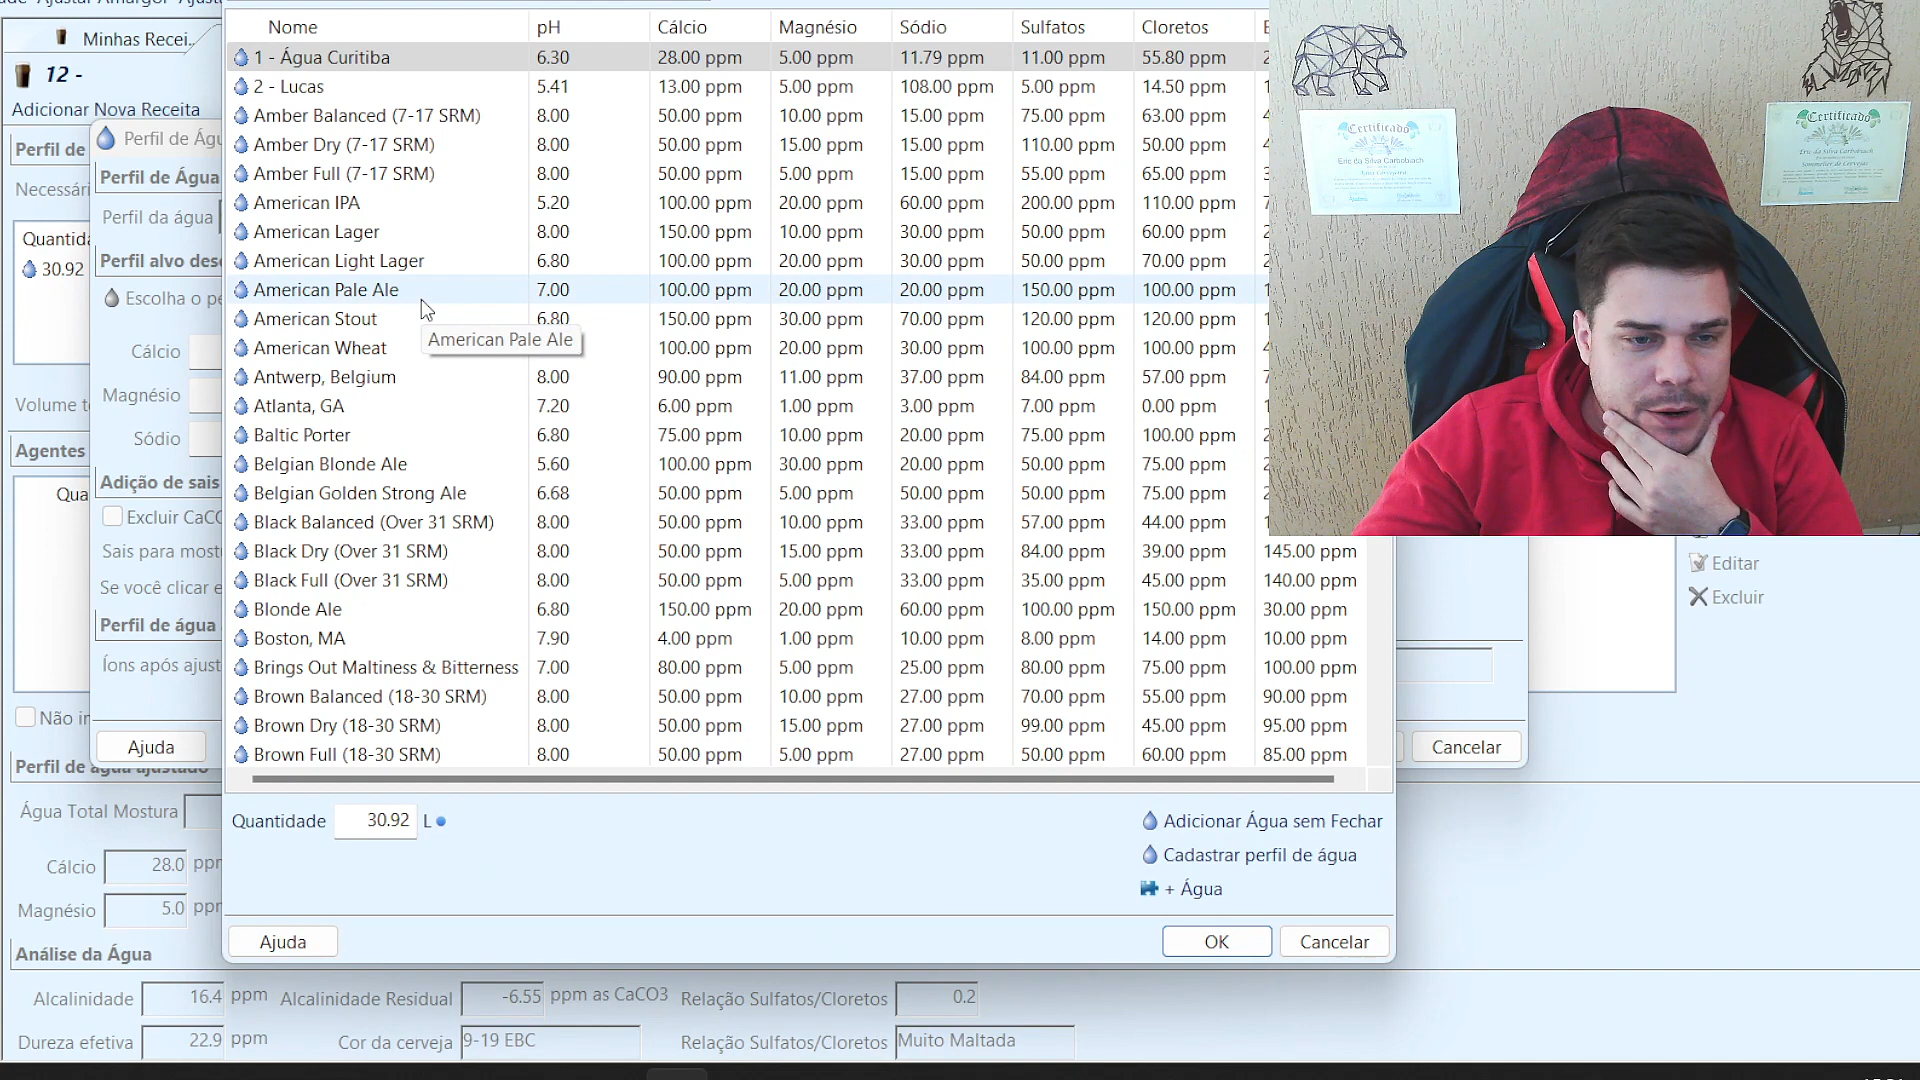 Minhas Recei..
12 -
Adicionar Nova Receita
Perfil de
Necessári
Quantida
30.92
Volume t
Agentes
Qua
Não in
Perfil de água ajustado
Água Total Mostura
Cálcio 28.0 ppm
Magnésio 5.0 ppm
Análise da Água
Alcalinidade 16.4 ppm Alcalinidade Residual -6.55 ppm as CaCO3 Relação Sulfatos/Cloretos 0.2
Dureza efetiva 22.9 ppm Cor da cerveja 9-19 EBC Relação Sulfatos/Cloretos Muito Maltada
Perfil de Águ
Perfil de Água
Perfil da água
Perfil alvo dese
Escolha o pe
Cálcio
Magnésio
Sódio
Adição de sais
Excluir CaCO
Sais para most
Se você clicar e
Perfil de água
Íons após ajust
Ajuda
Cancelar
Editar
Excluir
Nome pH Cálcio Magnésio Sódio Sulfatos Cloretos
1 - Água Curitiba 6.30 28.00 ppm 5.00 ppm 11.79 ppm 11.00 ppm 55.80 ppm
2 - Lucas 5.41 13.00 ppm 5.00 ppm 108.00 ppm 5.00 ppm 14.50 ppm
Amber Balanced (7-17 SRM) 8.00 50.00 ppm 10.00 ppm 15.00 ppm 75.00 ppm 63.00 ppm
Amber Dry (7-17 SRM) 8.00 50.00 ppm 15.00 ppm 15.00 ppm 110.00 ppm 50.00 ppm
Amber Full (7-17 SRM) 8.00 50.00 ppm 5.00 ppm 15.00 ppm 55.00 ppm 65.00 ppm
American IPA 5.20 100.00 ppm 20.00 ppm 60.00 ppm 200.00 ppm 110.00 ppm
American Lager 8.00 150.00 ppm 10.00 ppm 30.00 ppm 50.00 ppm 60.00 ppm
American Light Lager 6.80 100.00 ppm 20.00 ppm 30.00 ppm 50.00 ppm 70.00 ppm
American Pale Ale 7.00 100.00 ppm 20.00 ppm 20.00 ppm 150.00 ppm 100.00 ppm
American Stout 6.80 150.00 ppm 30.00 ppm 70.00 ppm 120.00 ppm 120.00 ppm
American Pale Ale
American Wheat 100.00 ppm 20.00 ppm 30.00 ppm 100.00 ppm 100.00 ppm
Antwerp, Belgium 8.00 90.00 ppm 11.00 ppm 37.00 ppm 84.00 ppm 57.00 ppm
Atlanta, GA 7.20 6.00 ppm 1.00 ppm 3.00 ppm 7.00 ppm 0.00 ppm
Baltic Porter 6.80 75.00 ppm 10.00 ppm 20.00 ppm 75.00 ppm 100.00 ppm
Belgian Blonde Ale 5.60 100.00 ppm 30.00 ppm 20.00 ppm 50.00 ppm 75.00 ppm
Belgian Golden Strong Ale 6.68 50.00 ppm 5.00 ppm 50.00 ppm 50.00 ppm 75.00 ppm
Black Balanced (Over 31 SRM) 8.00 50.00 ppm 10.00 ppm 33.00 ppm 57.00 ppm 44.00 ppm
Black Dry (Over 31 SRM) 8.00 50.00 ppm 15.00 ppm 33.00 ppm 84.00 ppm 39.00 ppm 145.00 ppm
Black Full (Over 31 SRM) 8.00 50.00 ppm 5.00 ppm 33.00 ppm 35.00 ppm 45.00 ppm 140.00 ppm
Blonde Ale 6.80 150.00 ppm 20.00 ppm 60.00 ppm 100.00 ppm 150.00 ppm 30.00 ppm
Boston, MA 7.90 4.00 ppm 1.00 ppm 10.00 ppm 8.00 ppm 14.00 ppm 10.00 ppm
Brings Out Maltiness & Bitterness 7.00 80.00 ppm 5.00 ppm 25.00 ppm 80.00 ppm 75.00 ppm 100.00 ppm
Brown Balanced (18-30 SRM) 8.00 50.00 ppm 10.00 ppm 27.00 ppm 70.00 ppm 55.00 ppm 90.00 ppm
Brown Dry (18-30 SRM) 8.00 50.00 ppm 15.00 ppm 27.00 ppm 99.00 ppm 45.00 ppm 95.00 ppm
Brown Full (18-30 SRM) 8.00 50.00 ppm 5.00 ppm 27.00 ppm 50.00 ppm 60.00 ppm 85.00 ppm
Quantidade 30.92 L
Adicionar Água sem Fechar
Cadastrar perfil de água
+ Água
Ajuda OK Cancelar
Certificado
Eric da Silva Carbobiach
Certificado
Eric da Silva Carbobiach
Sommelier de Cervejas